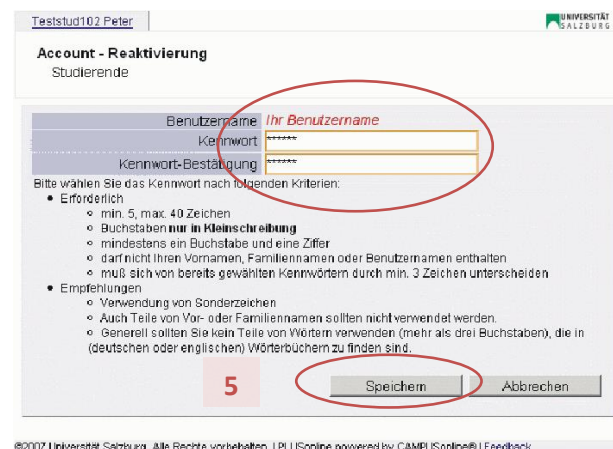 Teststud102 Peter
UNIVERSITÄT
SALZBURG
Account - Reaktivierung
Studierende
Benutzername Ihr Benutzername
Kennwort ******
Kennwort-Bestätigung ******
Bitte wählen Sie das Kennwort nach folgenden Kriterien:
• Erforderlich
∘ min. 5, max. 40 Zeichen
∘ Buchstaben nur in Kleinschreibung
∘ mindestens ein Buchstabe und eine Ziffer
∘ darf nicht Ihren Vornamen, Familiennamen oder Benutzernamen enthalten
∘ muß sich von bereits gewählten Kennwörtern durch min. 3 Zeichen unterscheiden
• Empfehlungen
∘ Verwendung von Sonderzeichen
∘ Auch Teile von Vor- oder Familiennamen sollten nicht verwendet werden.
∘ Generell sollten Sie kein Teile von Wörtern verwenden (mehr als drei Buchstaben), die in
(deutschen oder englischen) Wörterbüchern zu finden sind.
5 Speichern Abbrechen
©2007 Universität Salzburg. Alle Rechte vorbehalten. | PLUSonline powered by CAMPUSonline® | Feedback